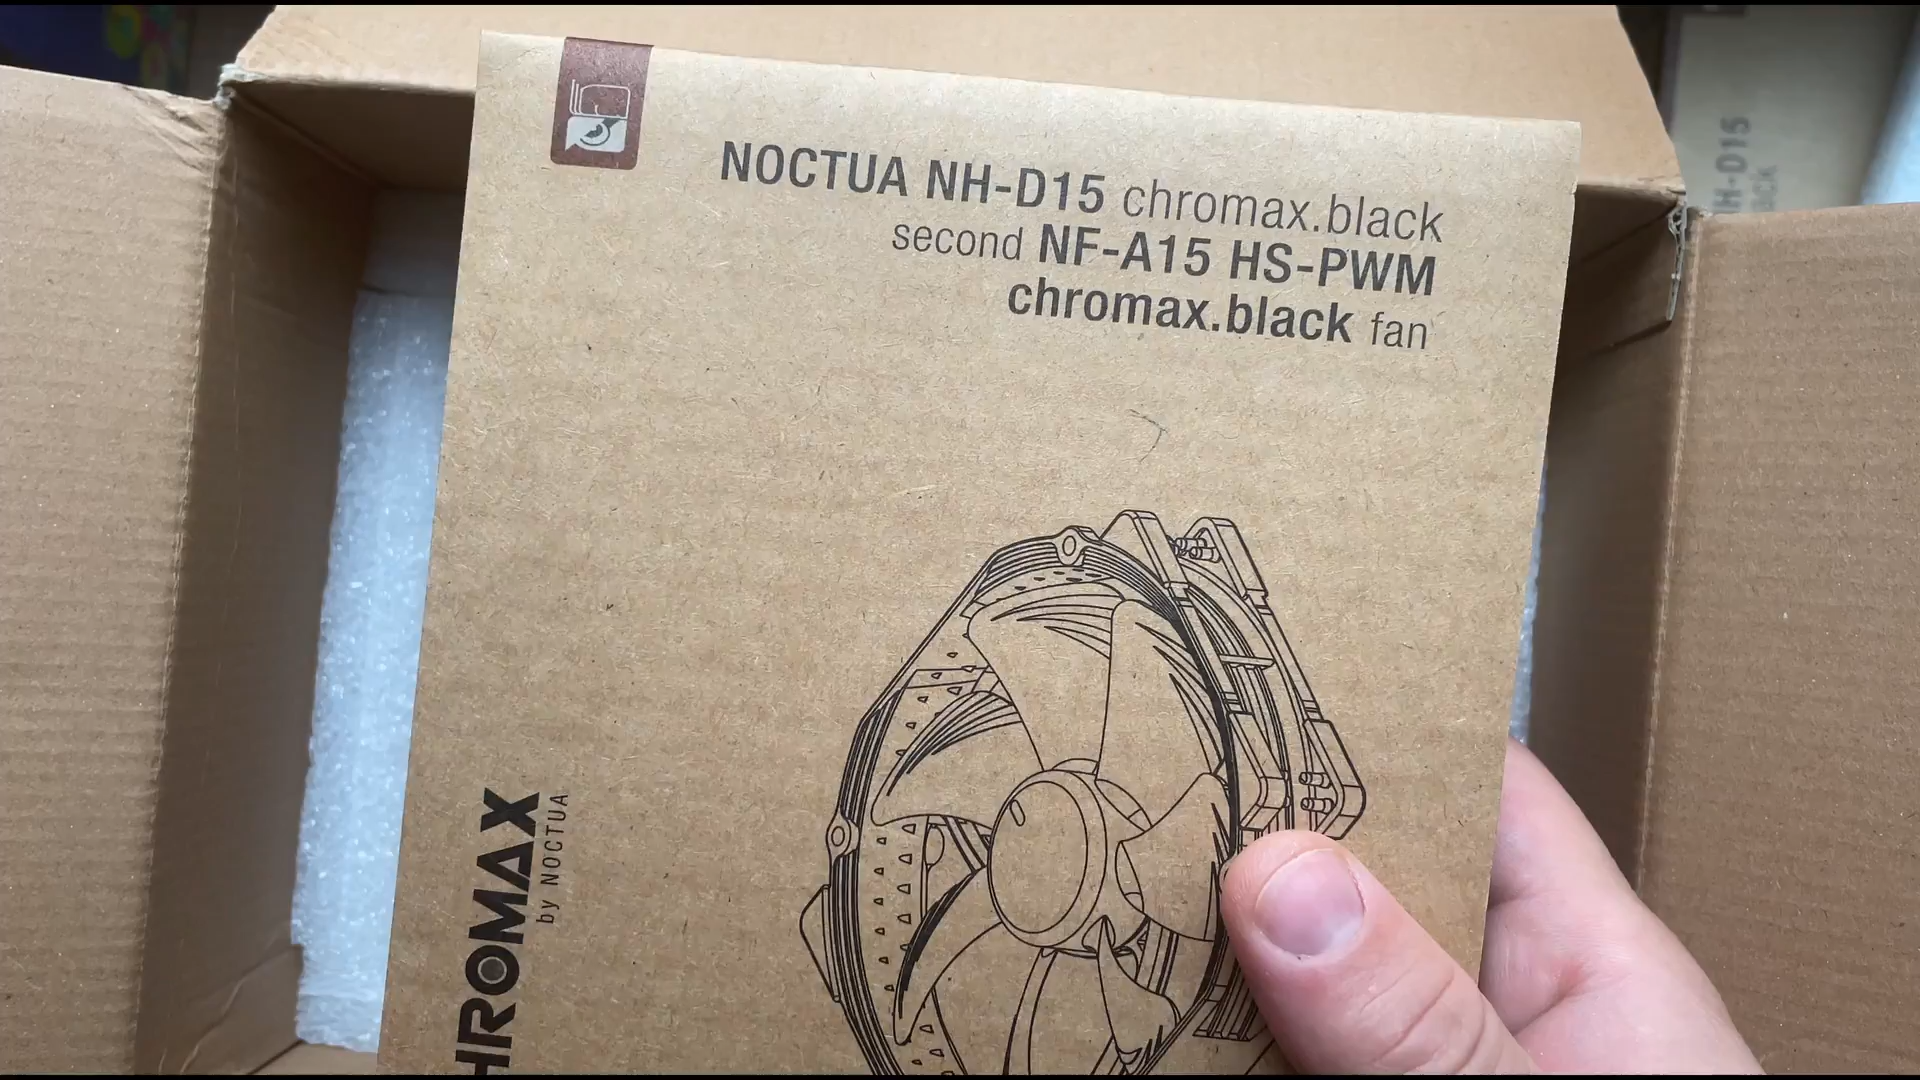 NOCTUA NH-D15 chromax.black
second NF-A15 HS-PWM
chromax.black fan
HROMAX
by NOCTUA
NH-D15